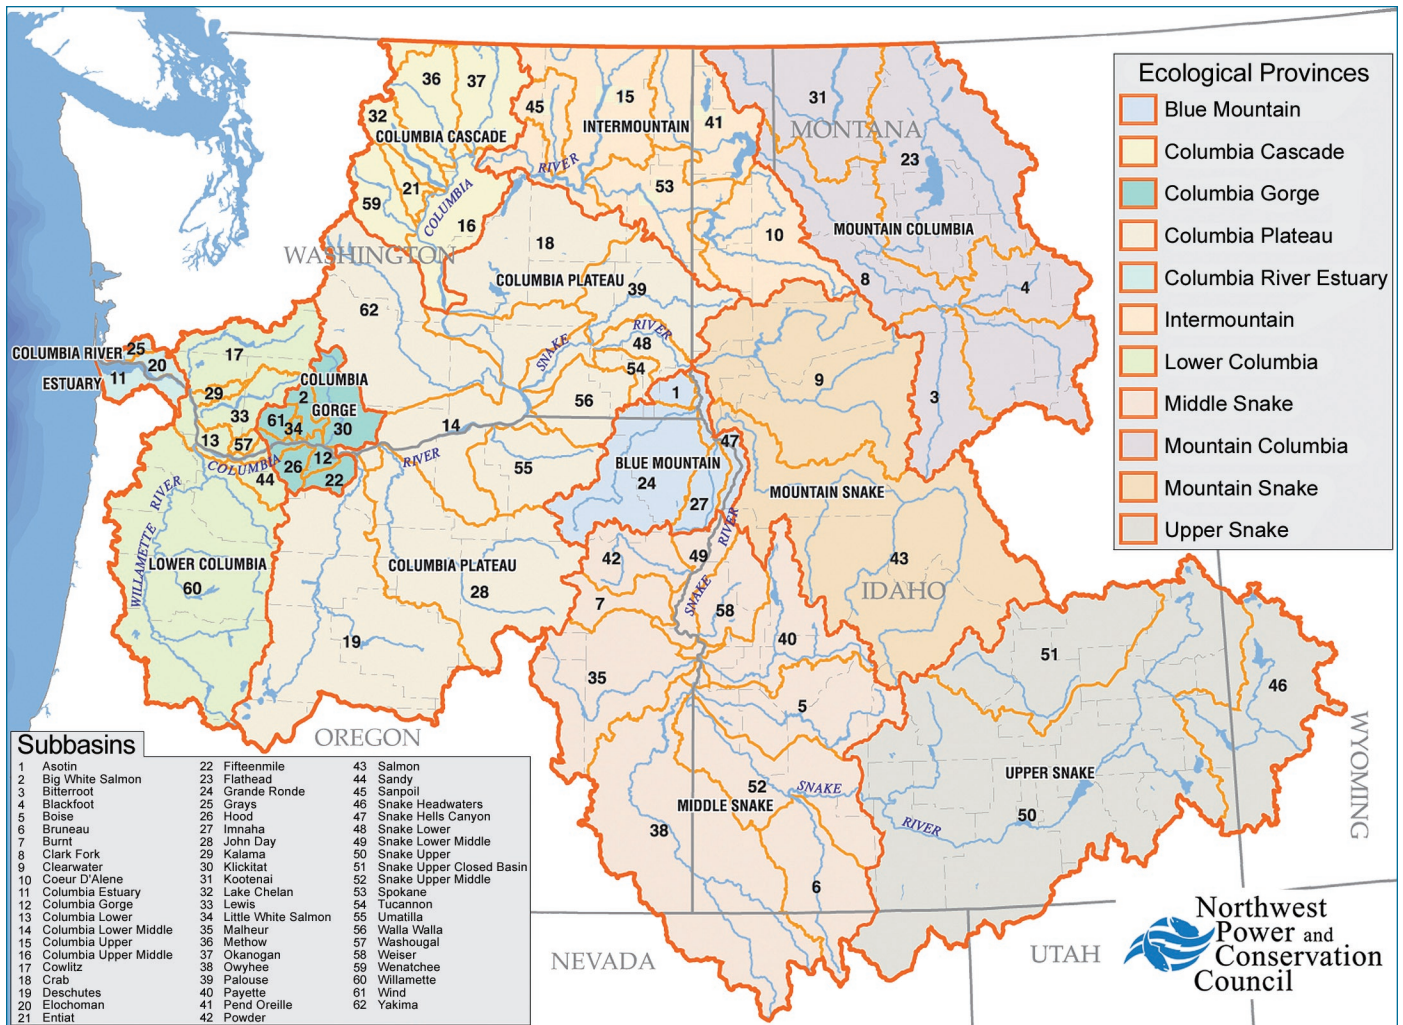 Ecological Provinces
Blue Mountain
Columbia Cascade
Columbia Gorge
Columbia Plateau
Columbia River Estuary
Intermountain
Lower Columbia
Middle Snake
Mountain Columbia
Mountain Snake
Upper Snake
36
37
45
15
41
31
MONTANA
23
32
COLUMBIA CASCADE
INTERMOUNTAIN
RIVER
53
21
59
COLUMBIA
16
10
MOUNTAIN COLUMBIA
18
WASHINGTON
COLUMBIA PLATEAU
39
8
4
62
RIVER
SNAKE
48
COLUMBIA RIVER
ESTUARY
25
20
11
17
54
29
COLUMBIA
GORGE
2
1
9
3
56
33
61
34
30
14
13
57
47
COLUMBIA
RIVER
12
26
22
44
55
BLUE MOUNTAIN
24
27
MOUNTAIN SNAKE
WILLAMETTE RIVER
RIVER
SNAKE
42
49
43
IDAHO
LOWER COLUMBIA
60
COLUMBIA PLATEAU
28
7
58
40
19
51
35
46
5
OREGON
WYOMING
UPPER SNAKE
50
52
SNAKE
MIDDLE SNAKE
38
RIVER
6
NEVADA
UTAH
Subbasins
1 Asotin
2 Big White Salmon
3 Bitterroot
4 Blackfoot
5 Boise
6 Bruneau
7 Burnt
8 Clark Fork
9 Clearwater
10 Coeur D'Alene
11 Columbia Estuary
12 Columbia Gorge
13 Columbia Lower
14 Columbia Lower Middle
15 Columbia Upper
16 Columbia Upper Middle
17 Cowlitz
18 Crab
19 Deschutes
20 Elochoman
21 Entiat
22 Fifteenmile
23 Flathead
24 Grande Ronde
25 Grays
26 Hood
27 Imnaha
28 John Day
29 Kalama
30 Klickitat
31 Kootenai
32 Lake Chelan
33 Lewis
34 Little White Salmon
35 Malheur
36 Methow
37 Okanogan
38 Owyhee
39 Palouse
40 Payette
41 Pend Oreille
42 Powder
43 Salmon
44 Sandy
45 Sanpoil
46 Snake Headwaters
47 Snake Hells Canyon
48 Snake Lower
49 Snake Lower Middle
50 Snake Upper
51 Snake Upper Closed Basin
52 Snake Upper Middle
53 Spokane
54 Tucannon
55 Umatilla
56 Walla Walla
57 Washougal
58 Weiser
59 Wenatchee
60 Willamette
61 Wind
62 Yakima
Northwest
Power and
Conservation
Council